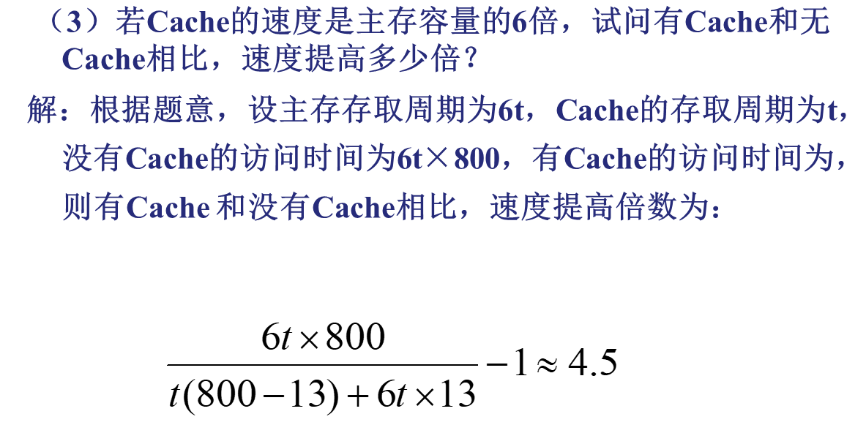 （3）若Cache的速度是主存容量的6倍，试问有Cache和无
Cache相比，速度提高多少倍？
解：根据题意，设主存存取周期为6t，Cache的存取周期为t，
没有Cache的访问时间为6t×800，有Cache的访问时间为，
则有Cache 和没有Cache相比，速度提高倍数为：
6t×800
t(800−13)+6t×13
−1≈4.5